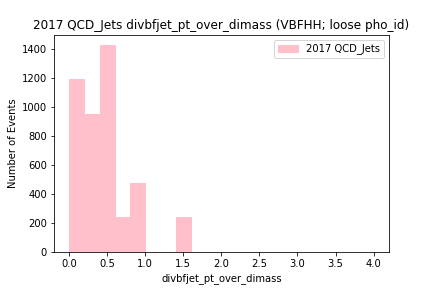 2017 QCD_Jets divbfjet_pt_over_dimass (VBFHH; loose pho_id)
2017 QCD_Jets
Number of Events
1400
1200
1000
800
600
400
200
0
0.0 0.5 1.0 1.5 2.0 2.5 3.0 3.5 4.0
divbfjet_pt_over_dimass